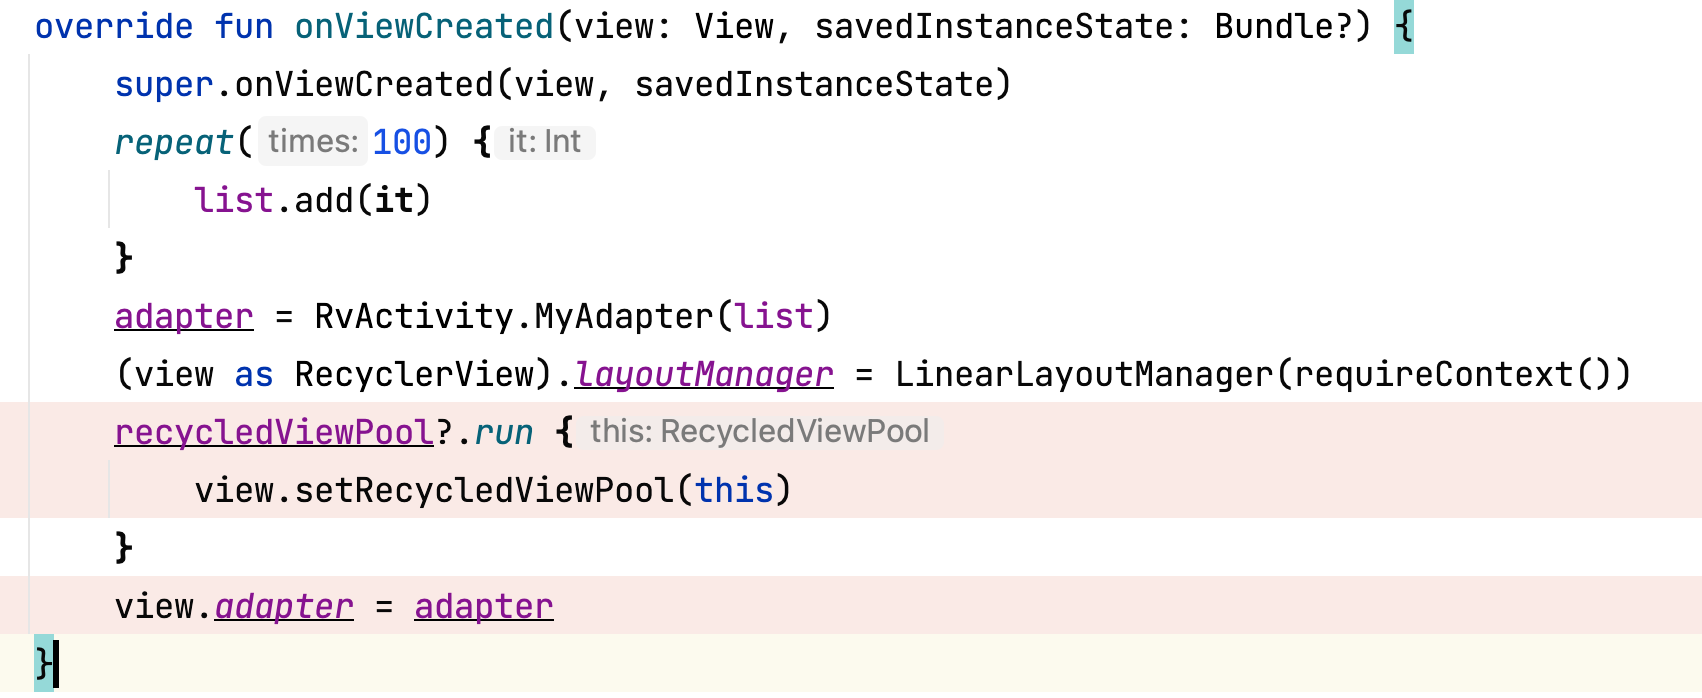 override fun onViewCreated(view: View, savedInstanceState: Bundle?) {
super.onViewCreated(view, savedInstanceState)
repeat( times: 100) { it: Int
list.add(it)
}
adapter = RvActivity.MyAdapter(list)
(view as RecyclerView).layoutManager = LinearLayoutManager(requireContext())
recycledViewPool?.run { this: RecycledViewPool
view.setRecycledViewPool(this)
}
view.adapter = adapter
}